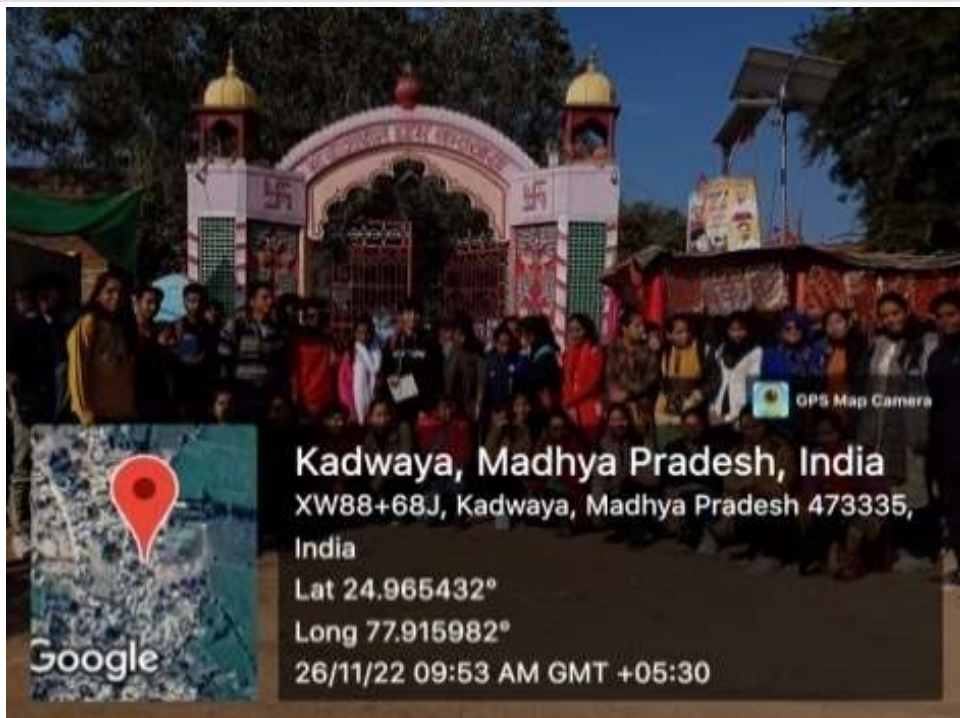 GPS Map Camera
Kadwaya, Madhya Pradesh, India
XW88+68J, Kadwaya, Madhya Pradesh 473335,
India
Lat 24.965432°
Long 77.915982°
26/11/22 09:53 AM GMT +05:30
Google